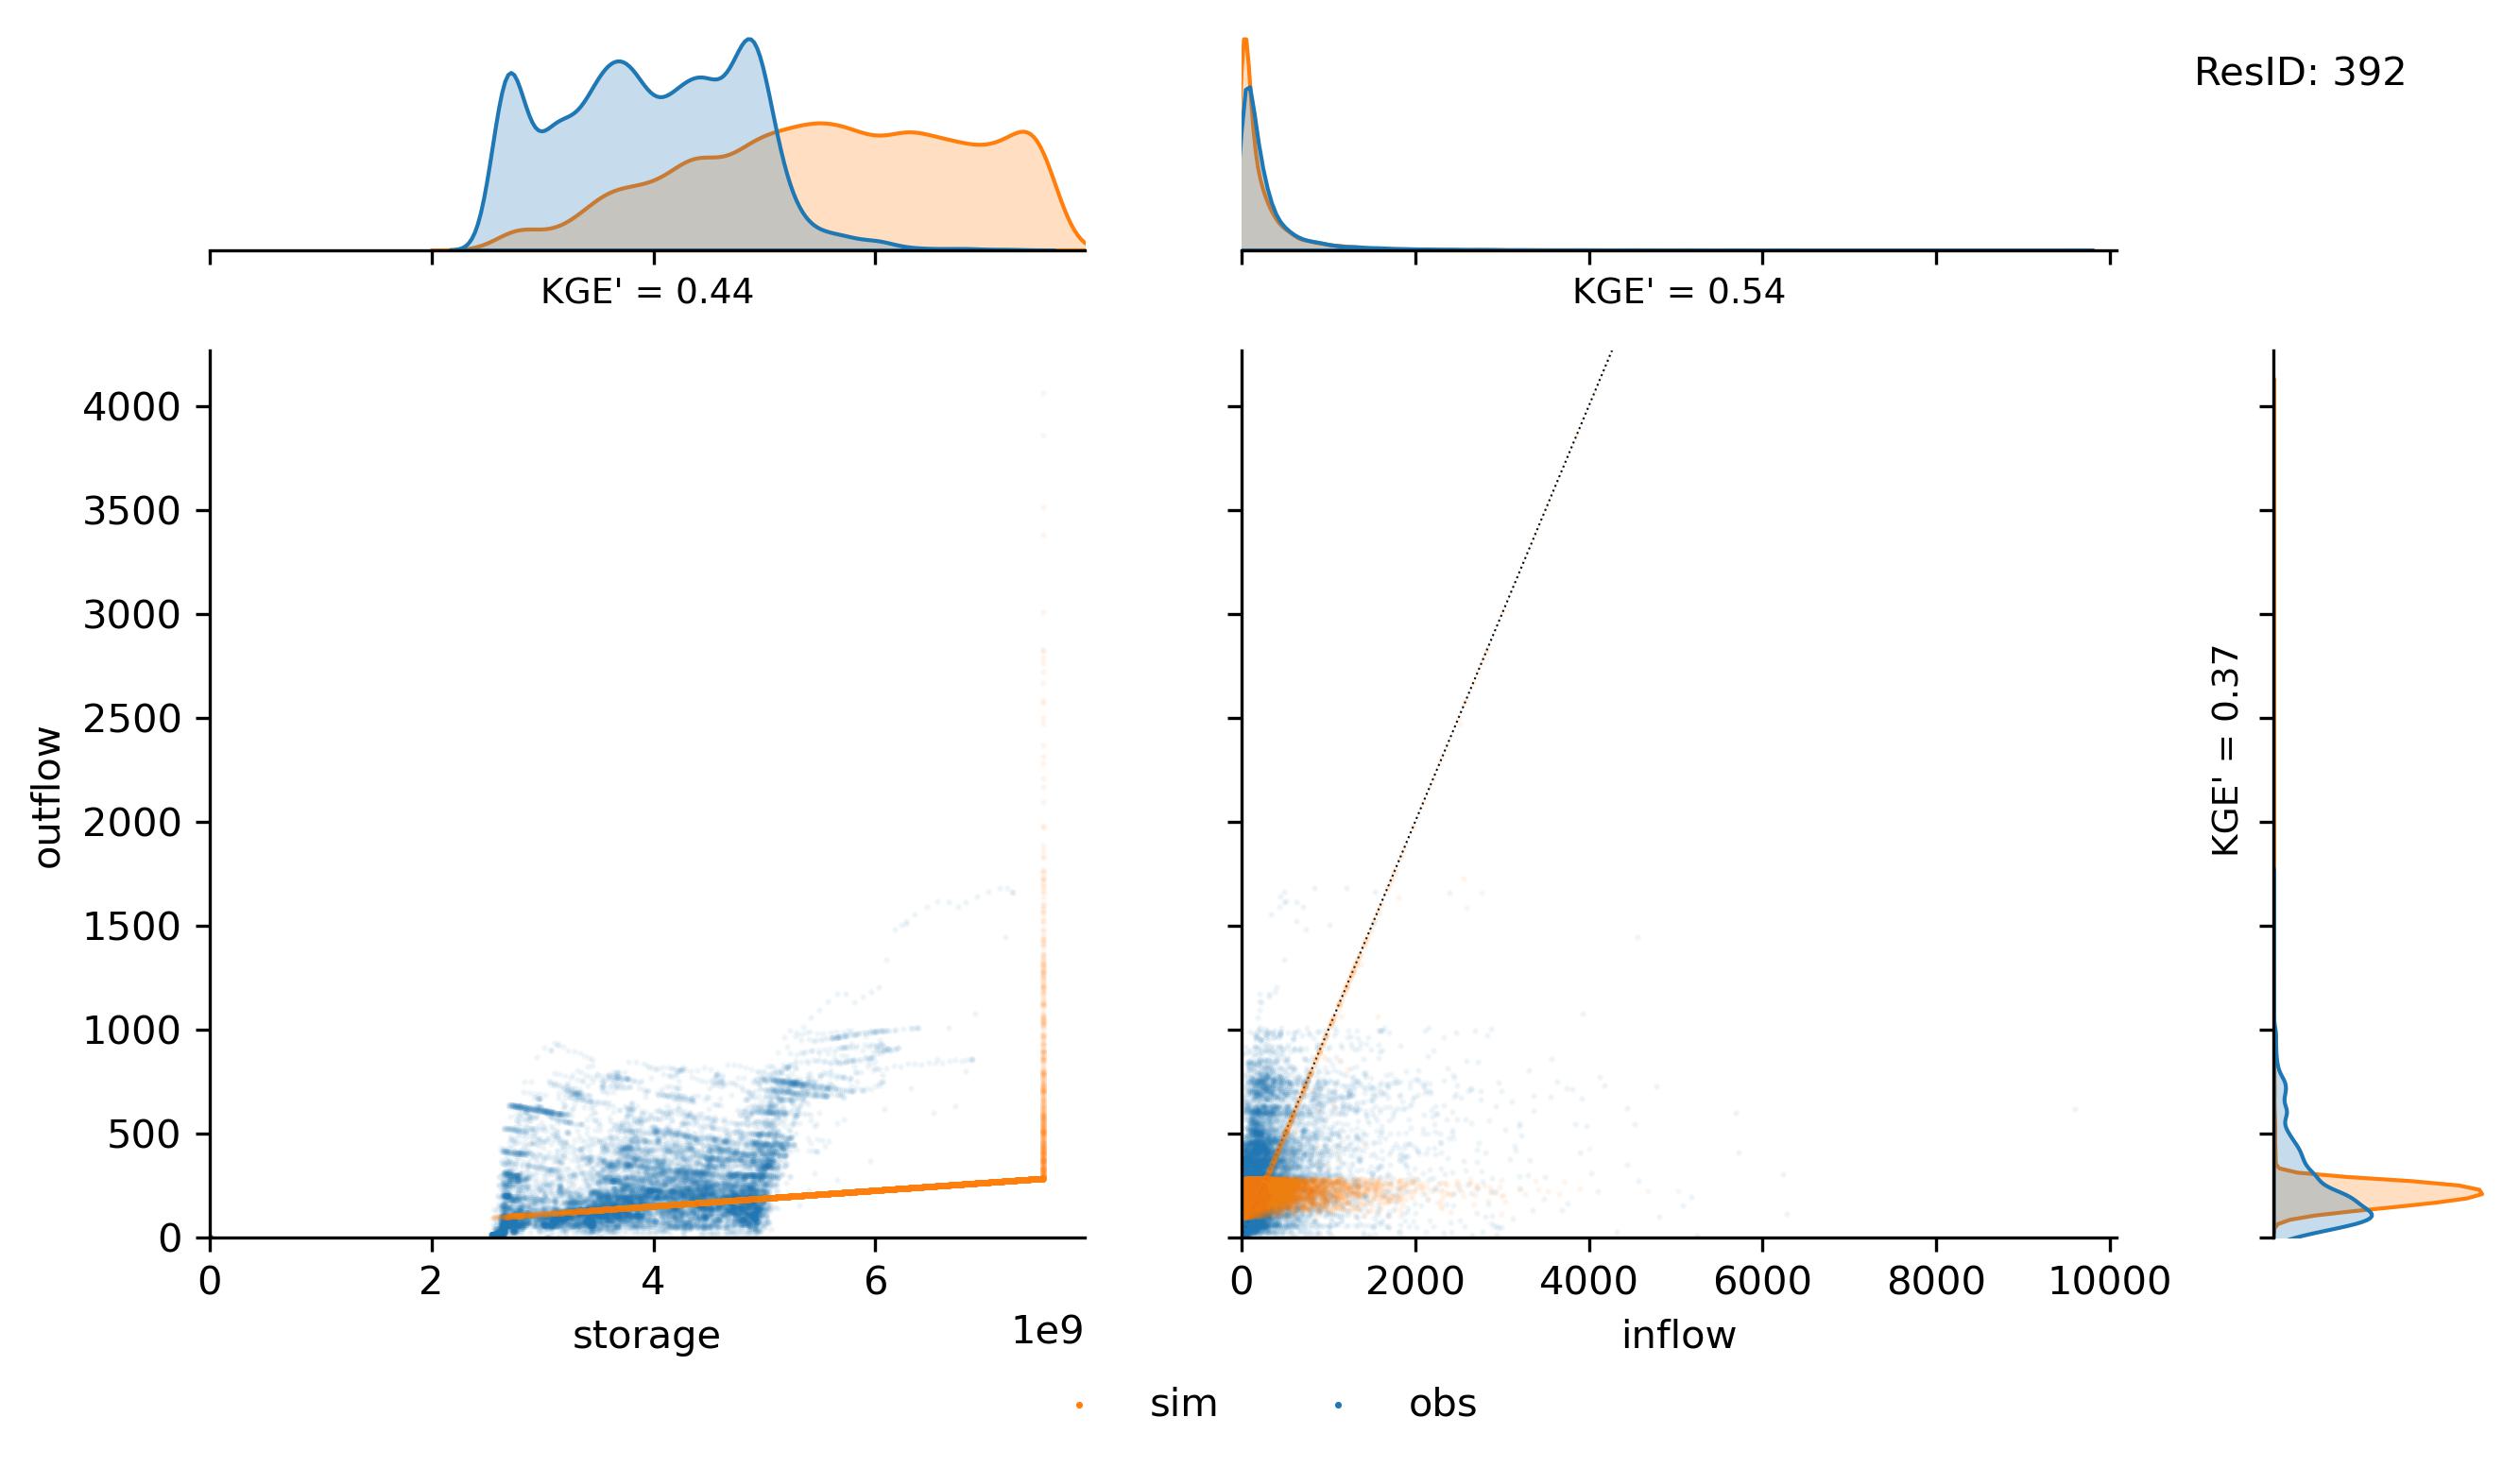 ResID: 392
KGE' = 0.44
KGE' = 0.54
4000
3500
3000
2500
2000
1500
1000
500
0
outflow
KGE' = 0.37
0 2 4 6
0 2000 4000 6000 8000 10000
storage
1e9
inflow
sim obs